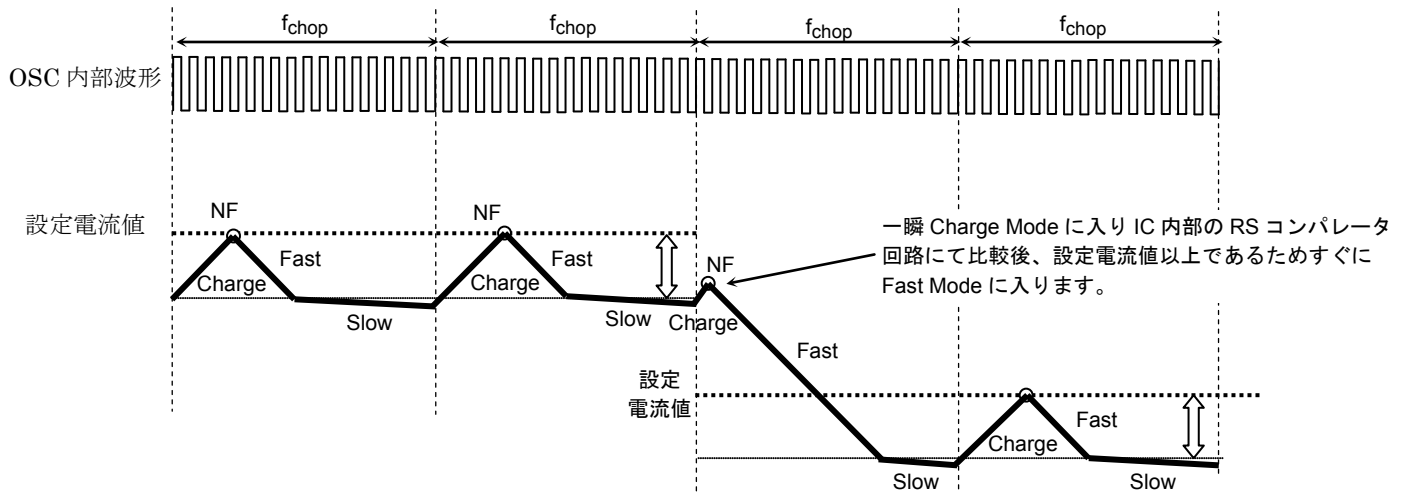 fchop
fchop
fchop
fchop
OSC 内部波形
設定電流値
NF
NF
NF
一瞬 Charge Mode に入り IC 内部の RS コンパレータ
回路にて比較後、設定電流値以上であるためすぐに
Fast Mode に入ります。
Fast
Fast
Charge
Charge
Slow
Slow
Charge
Fast
設定
電流値
Fast
Charge
Slow
Slow